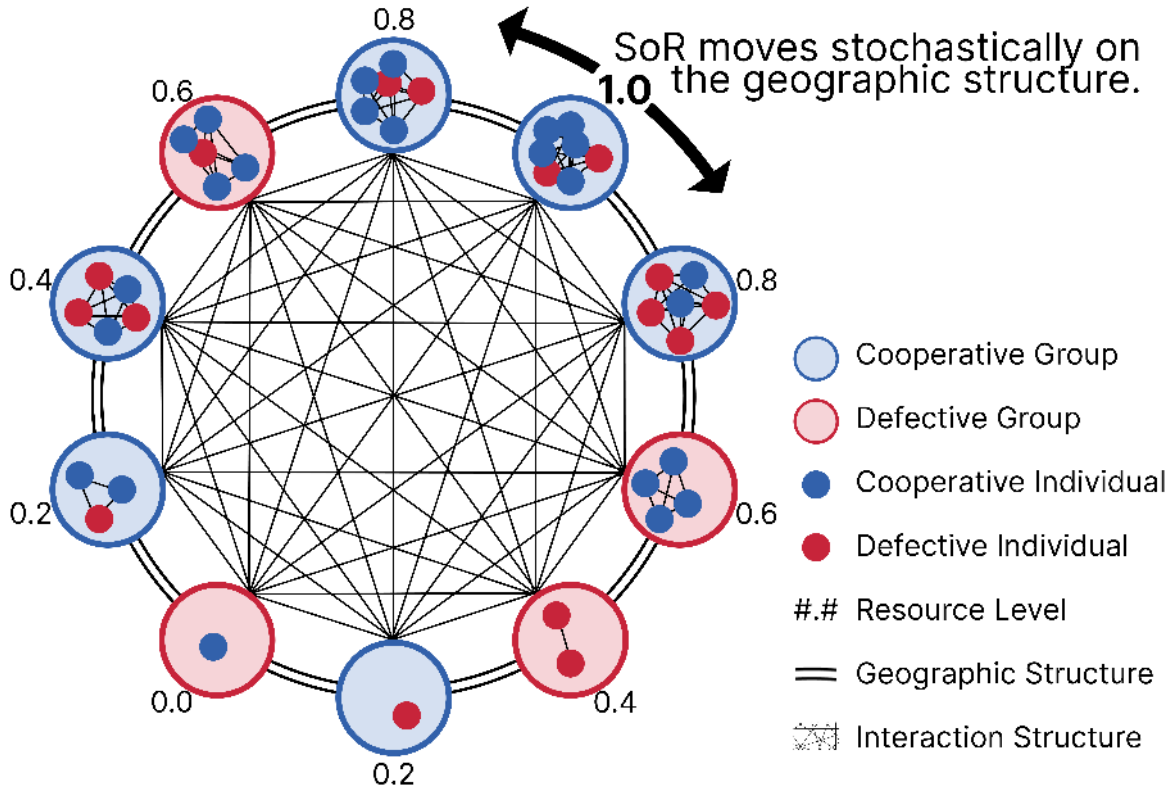 0.8
SoR moves stochastically on
1.0 the geographic structure.
0.6
0.4
0.8
Cooperative Group
Defective Group
Cooperative Individual
0.2
0.6
Defective Individual
#.# Resource Level
Geographic Structure
0.0
0.4
Interaction Structure
0.2